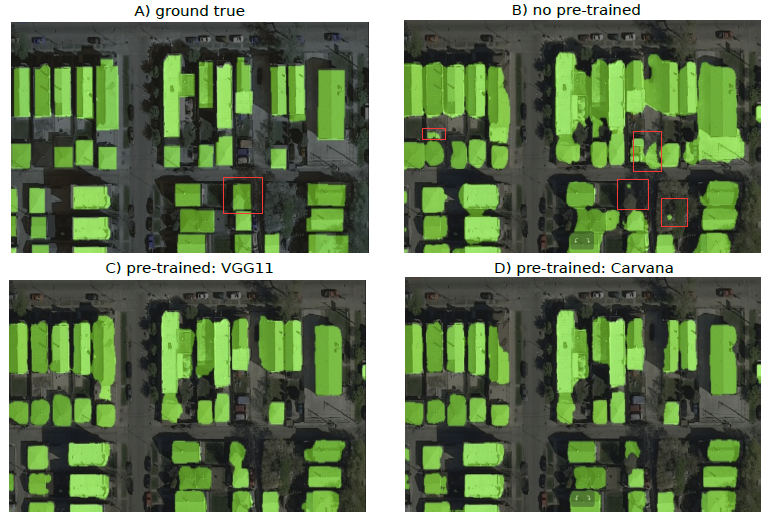 A) ground true
B) no pre-trained
C) pre-trained: VGG11
D) pre-trained: Carvana